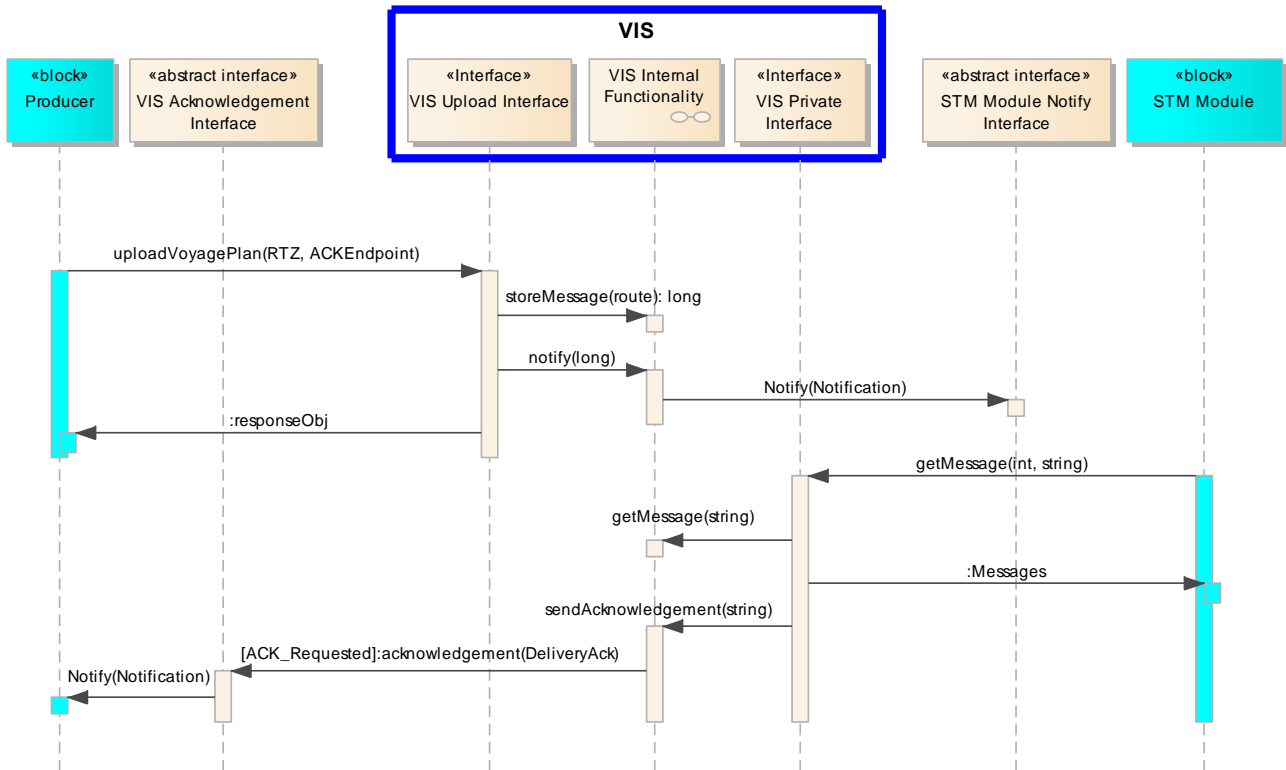 VIS
«block»
Producer
«abstract interface»
VIS Acknowledgement
Interface
«Interface»
VIS Upload Interface
VIS Internal
Functionality
«Interface»
VIS Private
Interface
«abstract interface»
STM Module Notify
Interface
«block»
STM Module
uploadVoyagePlan(RTZ, ACKEndpoint)
storeMessage(route): long
notify(long)
Notify(Notification)
:responseObj
getMessage(int, string)
getMessage(string)
:Messages
sendAcknowledgement(string)
[ACK_Requested]:acknowledgement(DeliveryAck)
Notify(Notification)